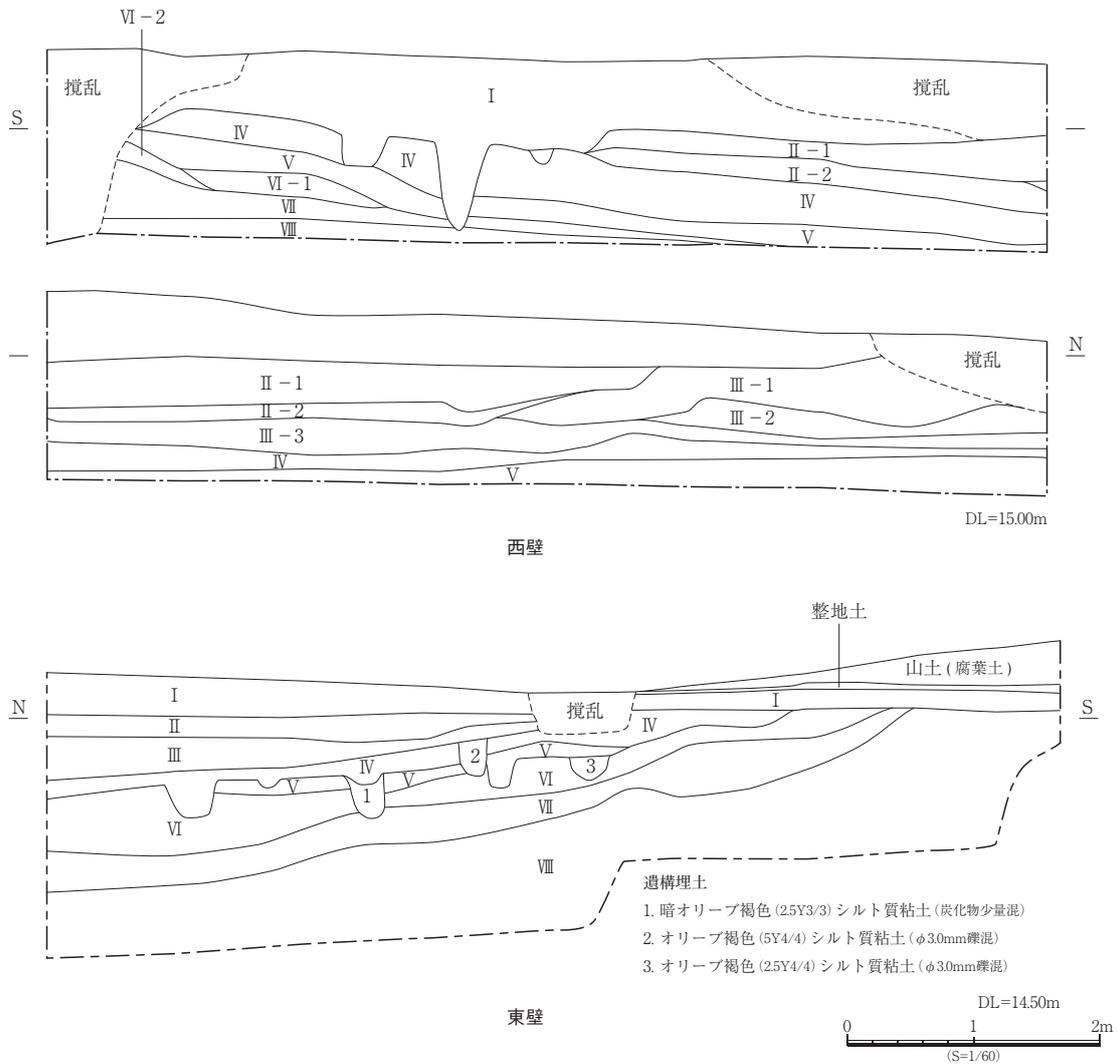 Ⅵ－2
攪乱
Ⅰ
攪乱
S
Ⅳ
Ⅳ
Ⅱ－1
Ⅴ
Ⅱ－2
Ⅵ－1
Ⅳ
Ⅶ
Ⅷ
Ⅴ
N
攪乱
Ⅱ－1
Ⅲ－1
Ⅱ－2
Ⅲ－2
Ⅲ－3
Ⅳ
Ⅴ
DL=15.00m
西壁
整地土
山土(腐葉土)
Ⅰ
Ⅰ
N
攪乱
S
Ⅱ
Ⅳ
Ⅲ
2
Ⅴ
Ⅳ
3
Ⅴ
Ⅴ
1
Ⅵ
Ⅵ
Ⅶ
Ⅷ
遺構埋土
1. 暗オリーブ褐色(2.5Y3/3)シルト質粘土(炭化物少量混)
2. オリーブ褐色(5Y4/4)シルト質粘土(φ3.0mm礫混)
3. オリーブ褐色(2.5Y4/4)シルト質粘土(φ3.0mm礫混)
DL=14.50m
東壁
0 1 2m
(S=1/60)